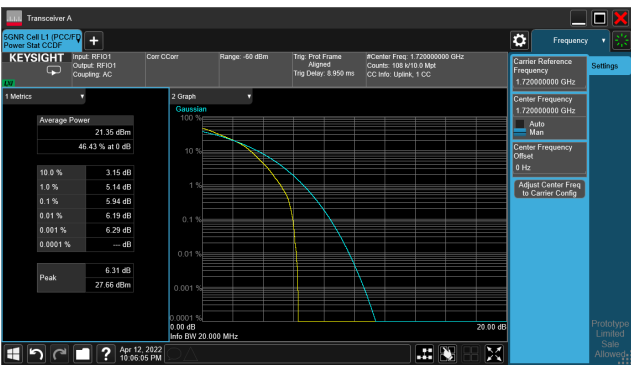 Transceiver A
5GNR Cell L1 (PCC/F
Power Stat CCDF
KEYSIGHT
Input: RFIO1
Output: RFIO1
Coupling: AC
Corr CCorr
Range: -60 dBm
Trig: Prot Frame
Aligned
Trig Delay: 8.950 ms
#Center Freq: 1.720000000 GHz
Counts: 108 k/10.0 Mpt
CC Info: Uplink, 1 CC
1 Metrics
2 Graph
Gaussian
Average Power
21.35 dBm
46.43 % at 0 dB
10.0 % 3.15 dB
1.0 % 5.14 dB
0.1 % 5.94 dB
0.01 % 6.19 dB
0.001 % 6.29 dB
0.0001 % --- dB
Peak
6.31 dB
27.66 dBm
100 %
10 %
1 %
0.1 %
0.01 %
0.001 %
0.0001 %
0.00 dB
20.00 dB
Info BW 20.000 MHz
Frequency
Settings
Carrier Reference
Frequency
1.720000000 GHz
Center Frequency
1.720000000 GHz
Auto
Man
Center Frequency
Offset
0 Hz
Adjust Center Freq
to Carrier Config
Prototype
Limited
Sale
Allowed
Apr 12, 2022
10:06:05 PM